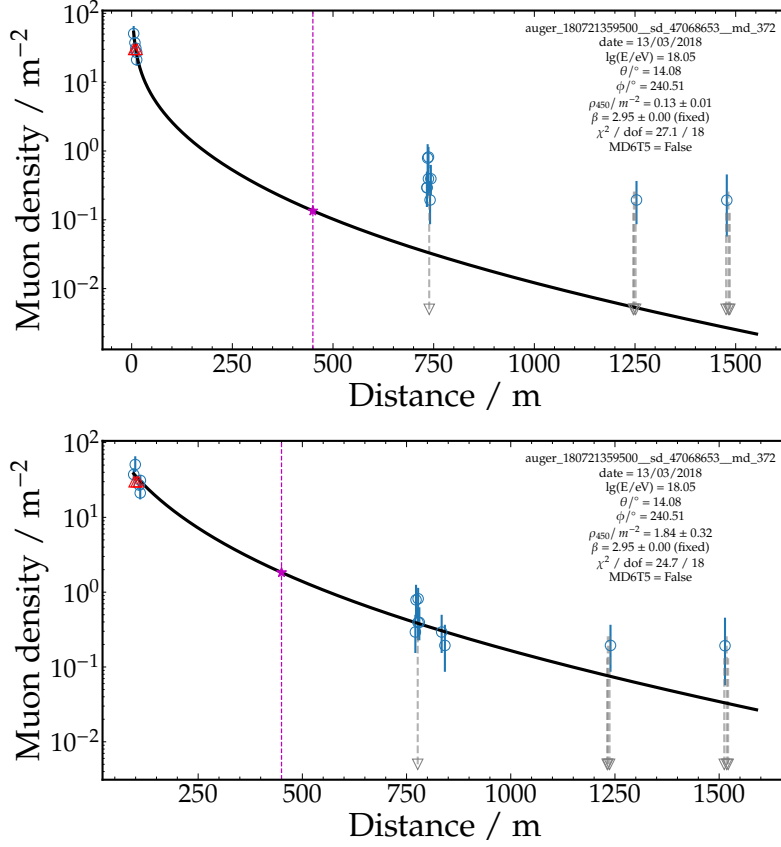 auger_180721359500__sd_47068653__md_372
date = 13/03/2018
lg(E/eV) = 18.05
θ/° = 14.08
ϕ/° = 240.51
ρ450/m⁻² = 0.13 ± 0.01
β = 2.95 ± 0.00 (fixed)
χ² / dof = 27.1 / 18
MD6T5 = False
Muon density / m⁻²
10²
10¹
10⁰
10⁻¹
10⁻²
0 250 500 750 1000 1250 1500
Distance / m
auger_180721359500__sd_47068653__md_372
date = 13/03/2018
lg(E/eV) = 18.05
θ/° = 14.08
ϕ/° = 240.51
ρ450/m⁻² = 1.84 ± 0.32
β = 2.95 ± 0.00 (fixed)
χ² / dof = 24.7 / 18
MD6T5 = False
Muon density / m⁻²
10²
10¹
10⁰
10⁻¹
10⁻²
250 500 750 1000 1250 1500
Distance / m